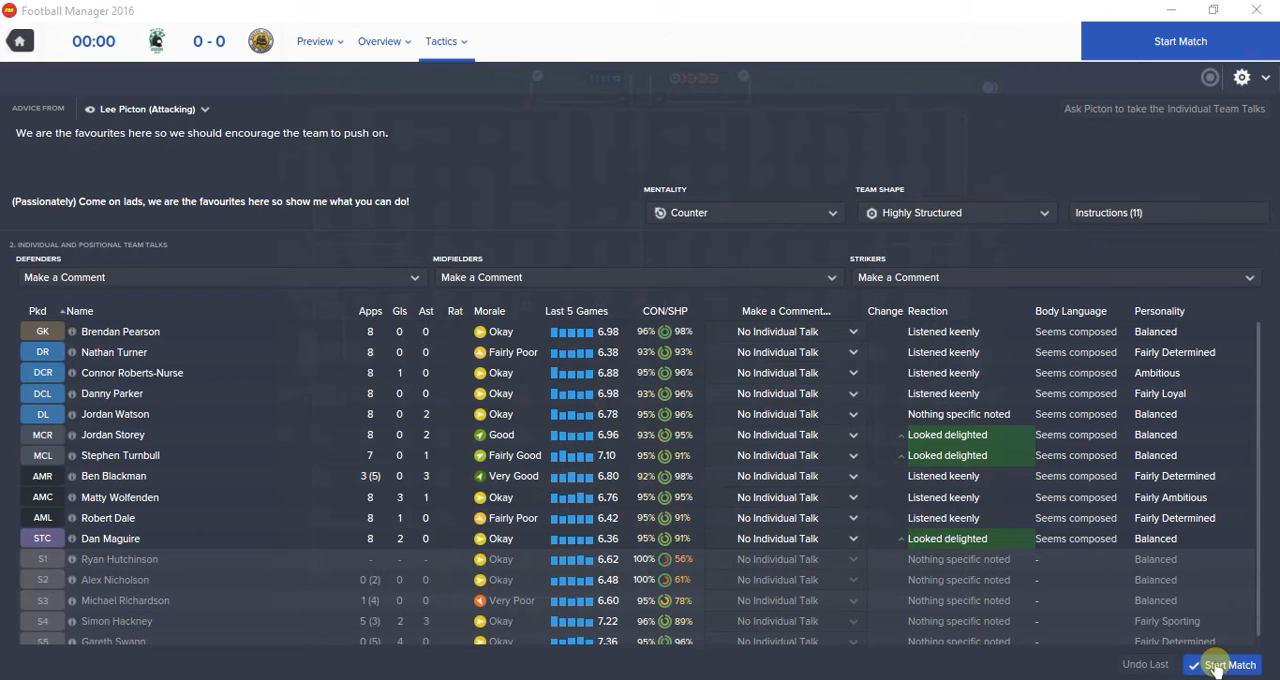 Football Manager 2016
00:00 0 - 0 Preview Overview Tactics Start Match
ADVICE FROM Lee Picton (Attacking) Ask Picton to take the Individual Team Talks
We are the favourites here so we should encourage the team to push on.
MENTALITY TEAM SHAPE
(Passionately) Come on lads, we are the favourites here so show me what you can do! Counter Highly Structured Instructions (11)
2. INDIVIDUAL AND POSITIONAL TEAM TALKS
DEFENDERS MIDFIELDERS STRIKERS
Make a Comment Make a Comment Make a Comment
Pkd Name Apps Gls Ast Rat Morale Last 5 Games CON/SHP Make a Comment... Change Reaction Body Language Personality
GK Brendan Pearson 8 0 0 Okay 6.98 96% 98% No Individual Talk Listened keenly Seems composed Balanced
DR Nathan Turner 8 0 0 Fairly Poor 6.38 93% 93% No Individual Talk Listened keenly Seems composed Fairly Determined
DCR Connor Roberts-Nurse 8 1 0 Okay 6.88 95% 96% No Individual Talk Listened keenly Seems composed Ambitious
DCL Danny Parker 8 0 0 Okay 6.98 93% 96% No Individual Talk Listened keenly Seems composed Fairly Loyal
DL Jordan Watson 8 0 2 Okay 6.78 95% 96% No Individual Talk Nothing specific noted Seems composed Balanced
MCR Jordan Storey 8 0 2 Good 6.96 93% 95% No Individual Talk Looked delighted Seems composed Balanced
MCL Stephen Turnbull 7 0 1 Fairly Good 7.10 95% 91% No Individual Talk Looked delighted Seems composed Balanced
AMR Ben Blackman 3 (5) 0 3 Very Good 6.80 92% 98% No Individual Talk Listened keenly Seems composed Fairly Determined
AMC Matty Wolfenden 8 3 1 Okay 6.76 95% 95% No Individual Talk Listened keenly Seems composed Fairly Ambitious
AML Robert Dale 8 1 0 Fairly Poor 6.42 95% 91% No Individual Talk Listened keenly Seems composed Fairly Determined
STC Dan Maguire 8 2 0 Okay 6.36 95% 91% No Individual Talk Looked delighted Seems composed Balanced
S1 Ryan Hutchinson - - - Okay 6.62 100% 56% No Individual Talk Nothing specific noted - Balanced
S2 Alex Nicholson 0 (2) 0 0 Okay 6.48 100% 61% No Individual Talk Nothing specific noted - Balanced
S3 Michael Richardson 1 (4) 0 0 Very Poor 6.60 95% 78% No Individual Talk Nothing specific noted - Balanced
S4 Simon Hackney 5 (3) 2 3 Okay 7.22 96% 89% No Individual Talk Nothing specific noted - Fairly Sporting
S5 Gareth Swann 0 (5) 4 0 Okay 7.36 95% 96% No Individual Talk Nothing specific noted - Fairly Determined
Undo Last Start Match